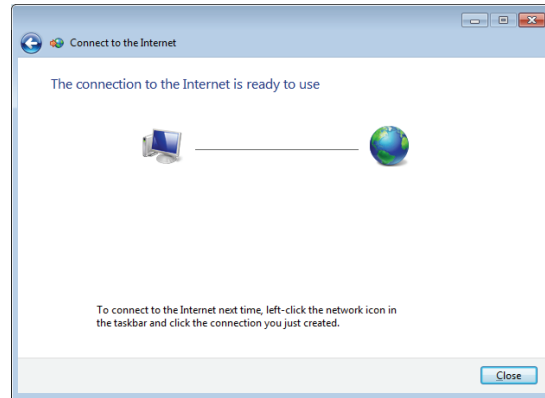 Connect to the Internet
The connection to the Internet is ready to use
To connect to the Internet next time, left-click the network icon in
the taskbar and click the connection you just created.
Close